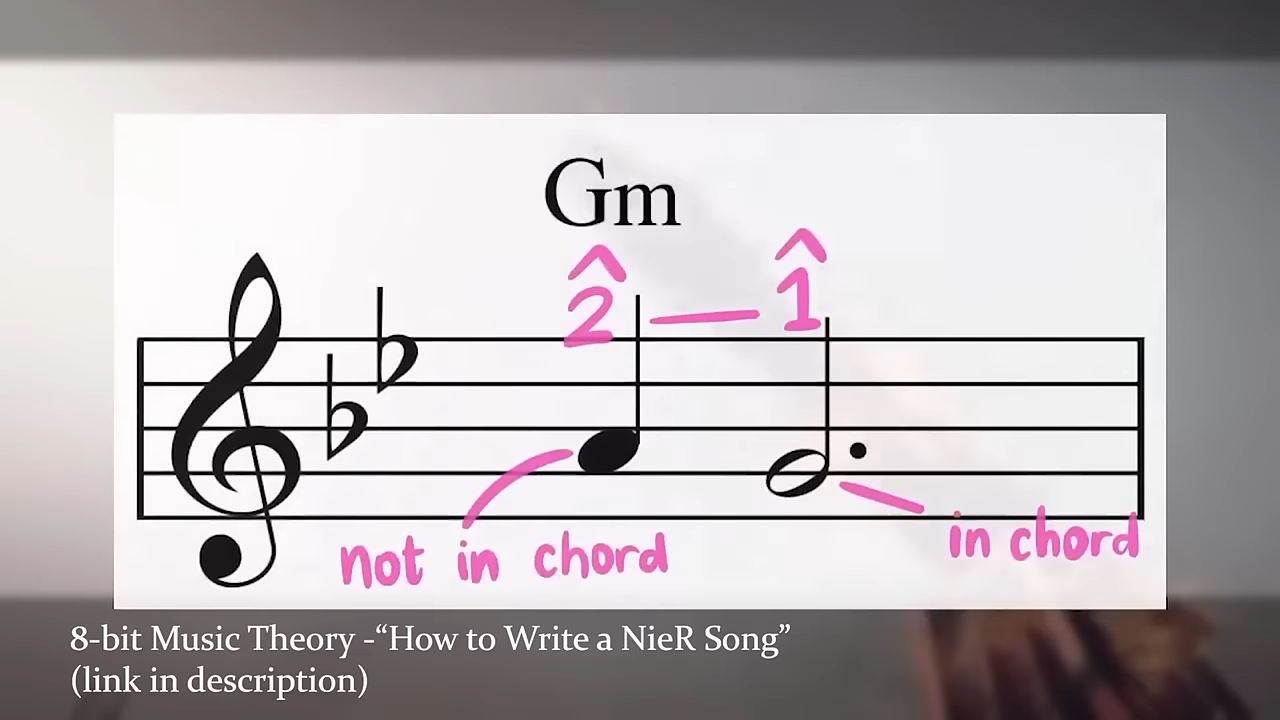 Gm
2̂ — 1̂
not in chord
in chord
8-bit Music Theory -“How to Write a NieR Song”
(link in description)